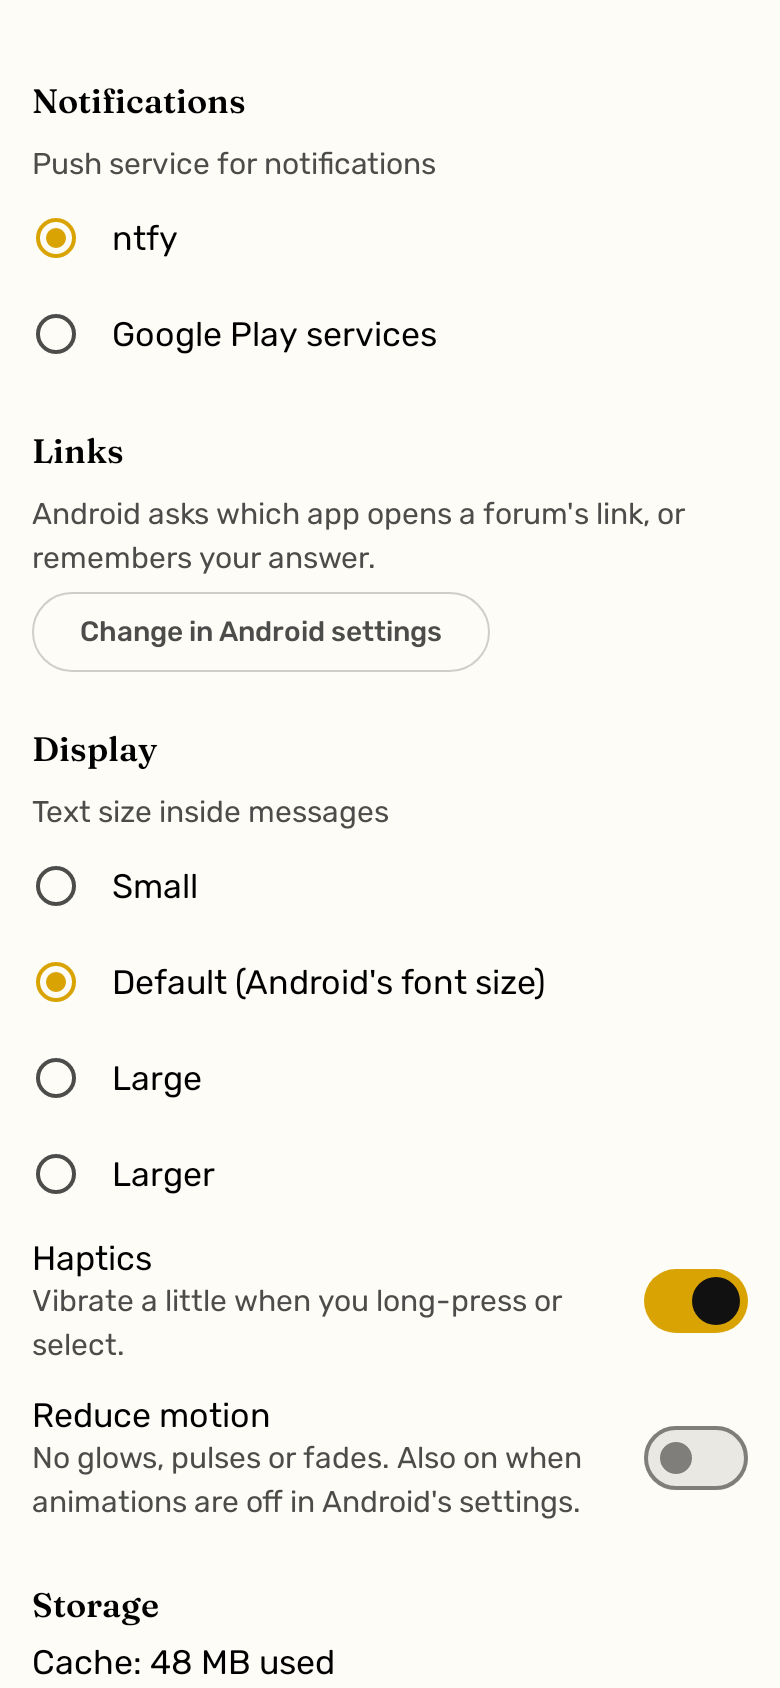 Notifications
Push service for notifications
ntfy
Google Play services
Links
Android asks which app opens a forum's link, or
remembers your answer.
Change in Android settings
Display
Text size inside messages
Small
Default (Android's font size)
Large
Larger
Haptics
Vibrate a little when you long-press or
select.
Reduce motion
No glows, pulses or fades. Also on when
animations are off in Android's settings.
Storage
Cache: 48 MB used